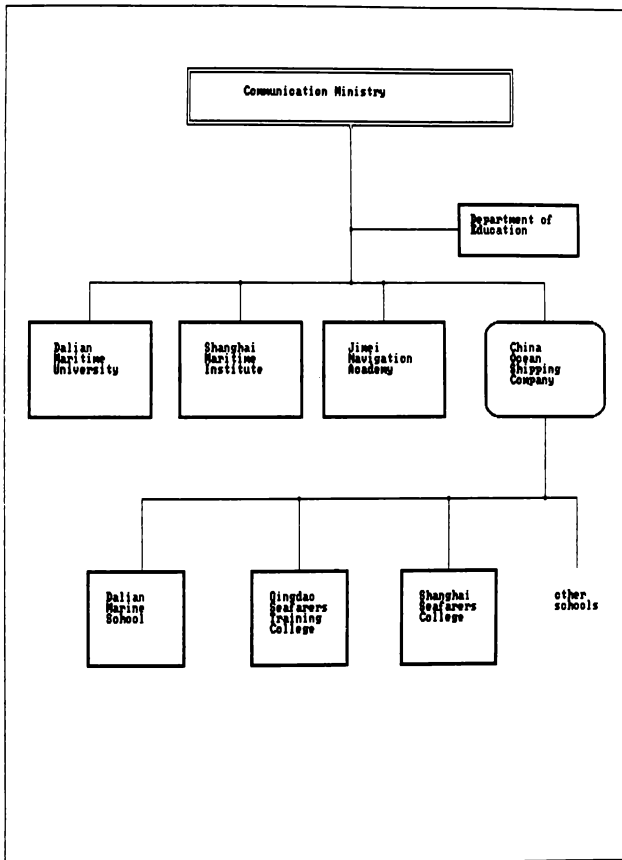 Communication Ministry
Department of
Education
Dalian
Maritime
University
Shanghai
Maritime
Institute
Jimei
Navigation
Academy
China
Ocean
Shipping
Company
Dalian
Marine
School
Qingdao
Seafarers
Training
College
Shanghai
Seafarers
College
other
schools